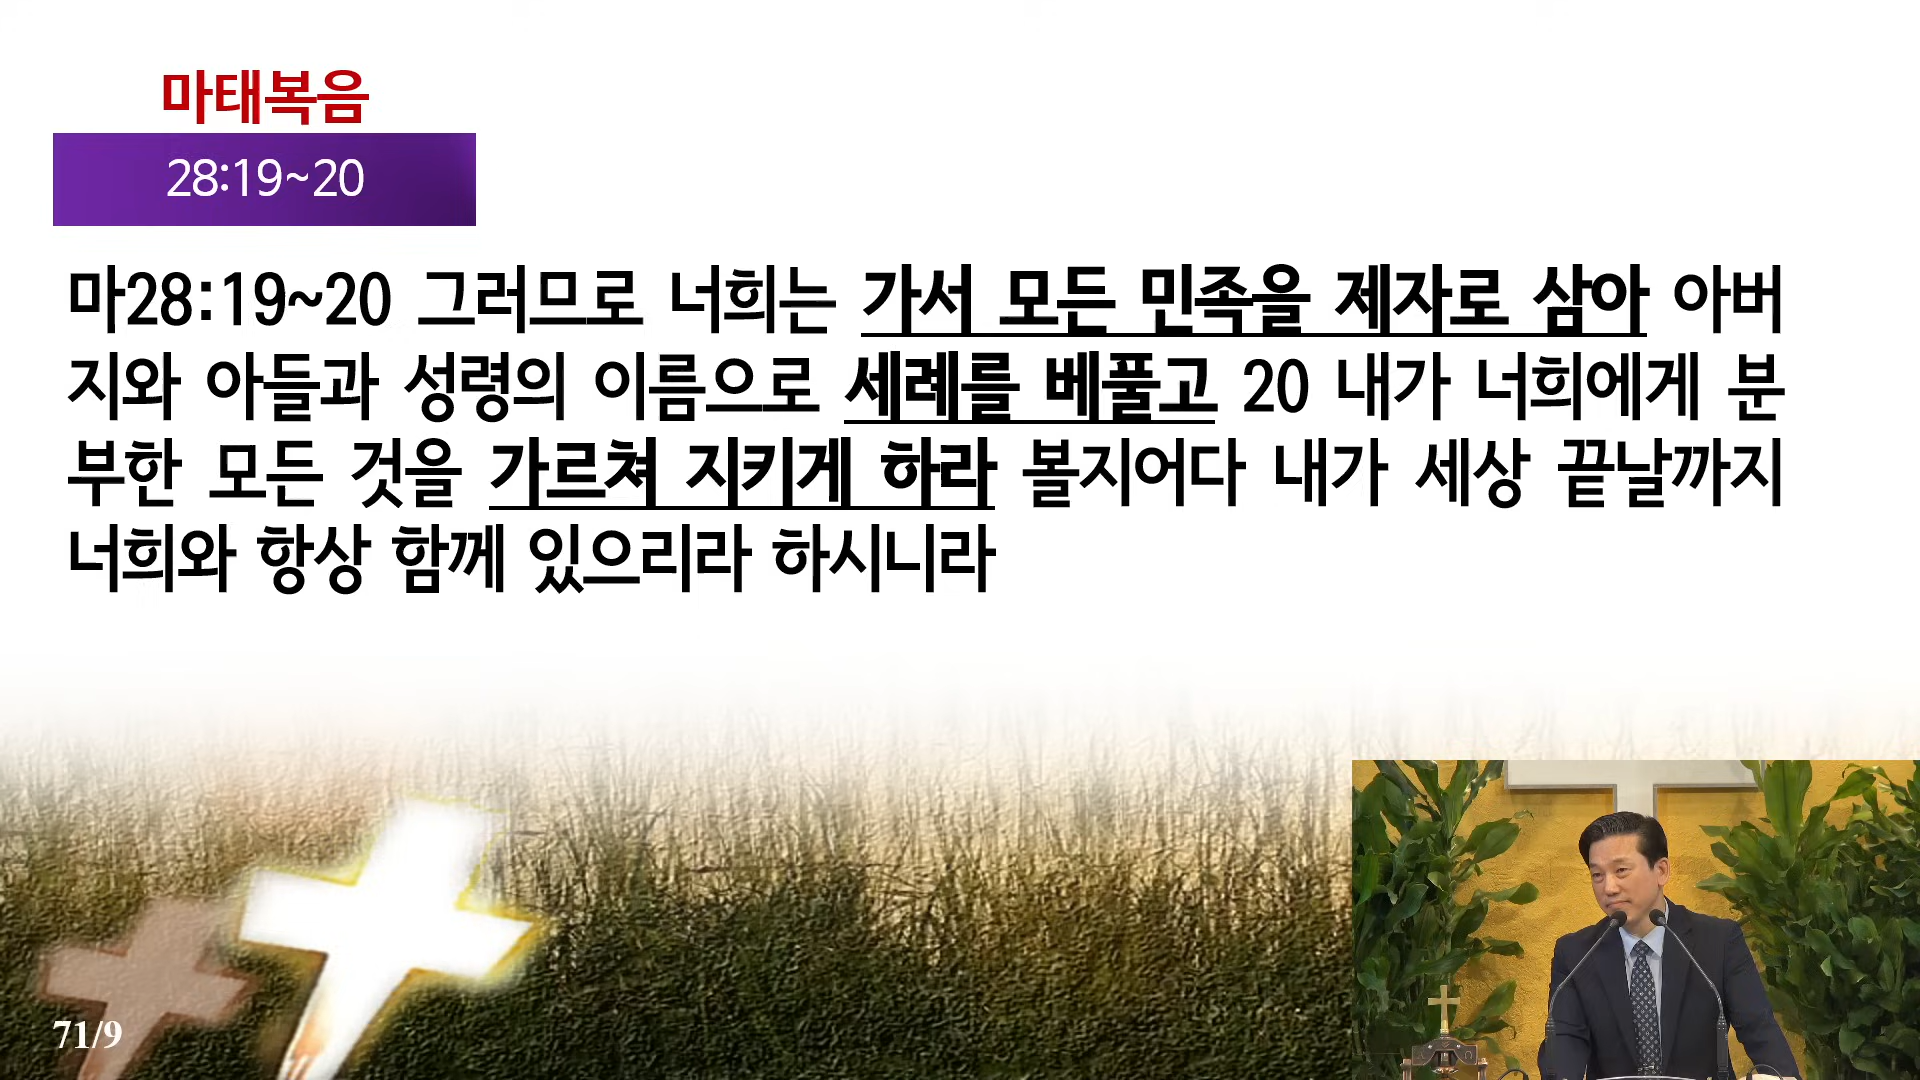 마태복음
28:19~20
마28:19~20 그러므로 너희는 가서 모든 민족을 제자로 삼아 아버
지와 아들과 성령의 이름으로 세례를 베풀고 20 내가 너희에게 분
부한 모든 것을 가르쳐 지키게 하라 볼지어다 내가 세상 끝날까지
너희와 항상 함께 있으리라 하시니라
71/9